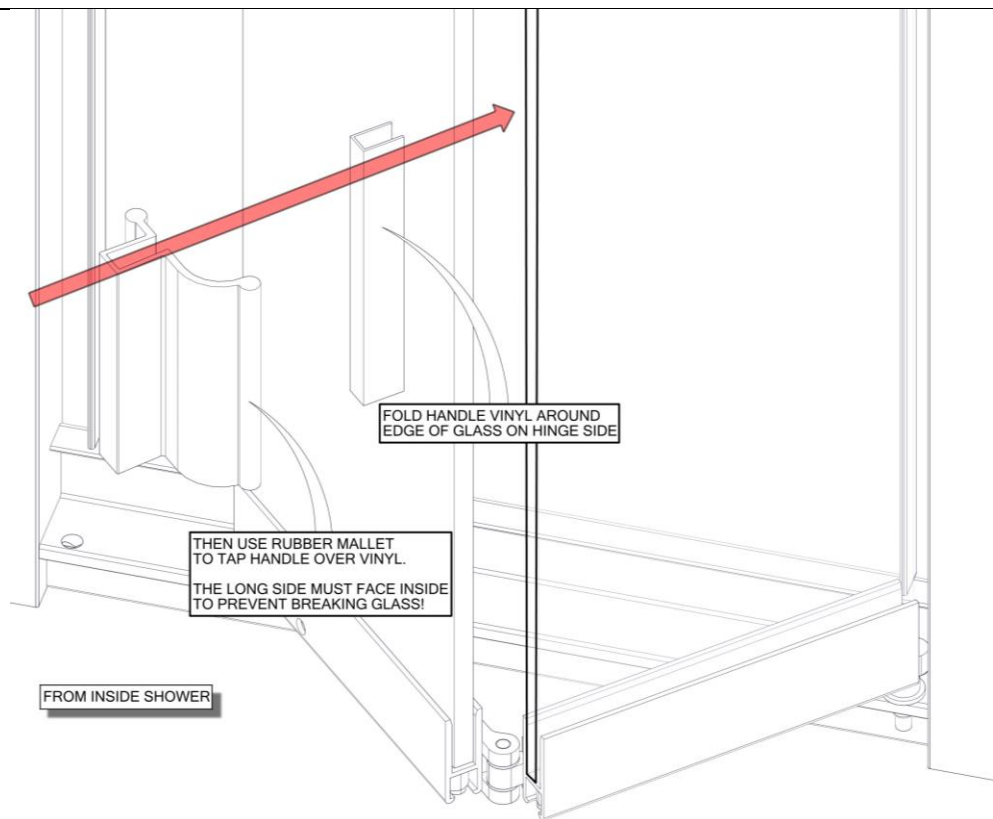 FOLD HANDLE VINYL AROUND
EDGE OF GLASS ON HINGE SIDE
THEN USE RUBBER MALLET
TO TAP HANDLE OVER VINYL.
THE LONG SIDE MUST FACE INSIDE
TO PREVENT BREAKING GLASS!
FROM INSIDE SHOWER